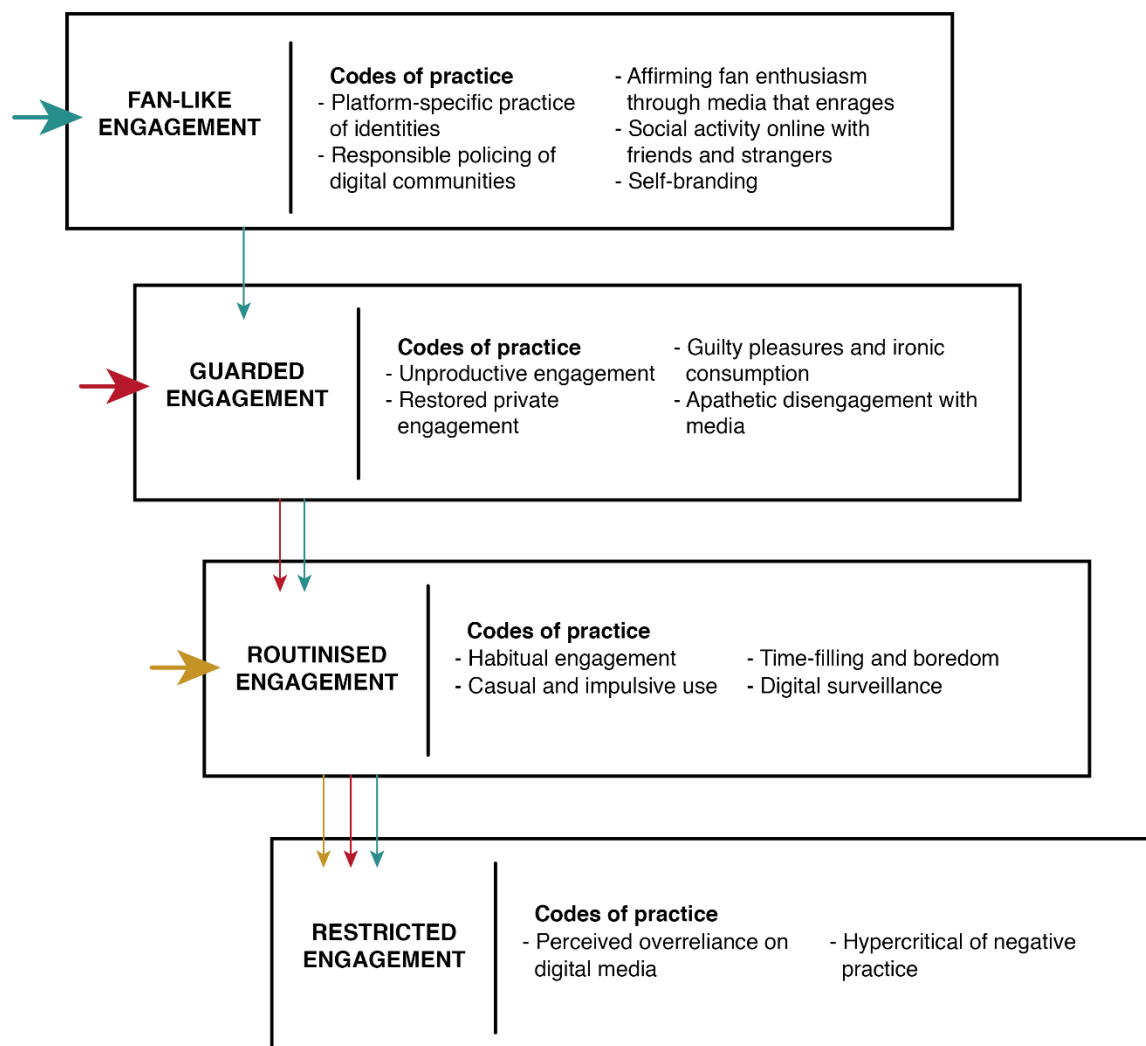 FAN-LIKE
ENGAGEMENT
Codes of practice
- Platform-specific practice
of identities
- Responsible policing of
digital communities
- Affirming fan enthusiasm
through media that enrages
- Social activity online with
friends and strangers
- Self-branding
GUARDED
ENGAGEMENT
Codes of practice
- Unproductive engagement
- Restored private
engagement
- Guilty pleasures and ironic
consumption
- Apathetic disengagement with
media
ROUTINISED
ENGAGEMENT
Codes of practice
- Habitual engagement
- Casual and impulsive use
- Time-filling and boredom
- Digital surveillance
RESTRICTED
ENGAGEMENT
Codes of practice
- Perceived overreliance on
digital media
- Hypercritical of negative
practice